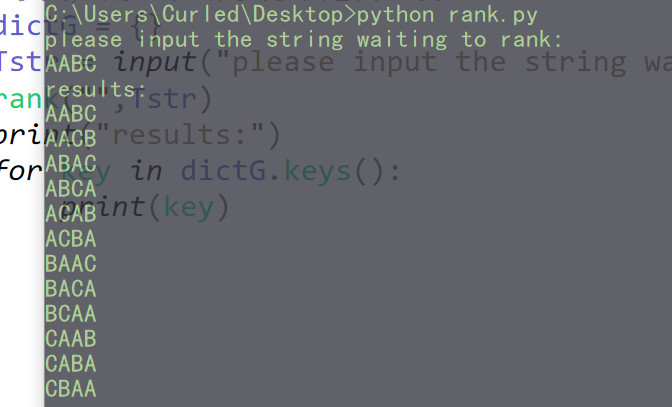 C:\Users\Curled\Desktop>python rank.py
please input the string waiting to rank:
AABC
results:
AABC
AACB
ABAC
ABCA
ACAB
ACBA
BAAC
BACA
BCAA
CAAB
CABA
CBAA
dictG = {}
Tstr = input("please input the string wa
rank("",Tstr)
print("results:")
for key in dictG.keys():
print(key)